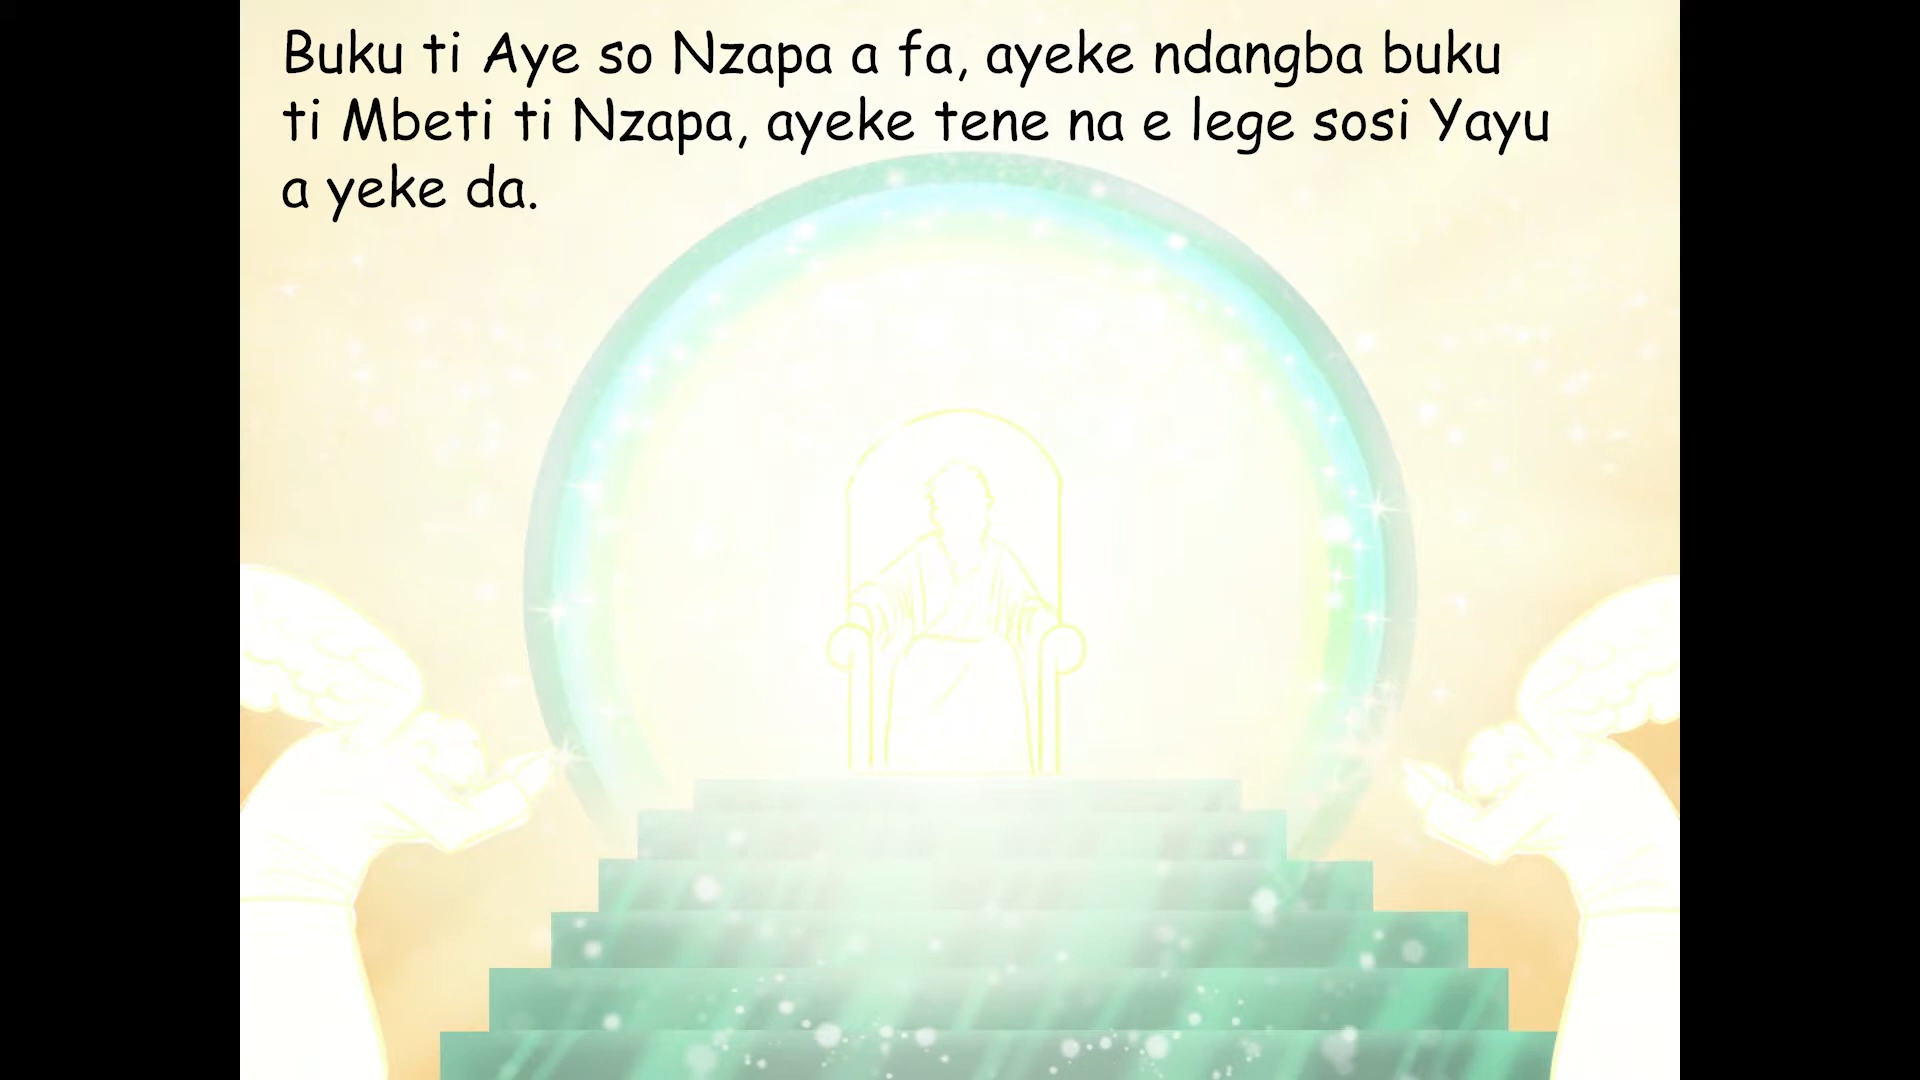 Buku ti Aye so Nzapa a fa, ayeke ndangba buku
ti Mbeti ti Nzapa, ayeke tene na e lege sosi Yayu
a yeke da.